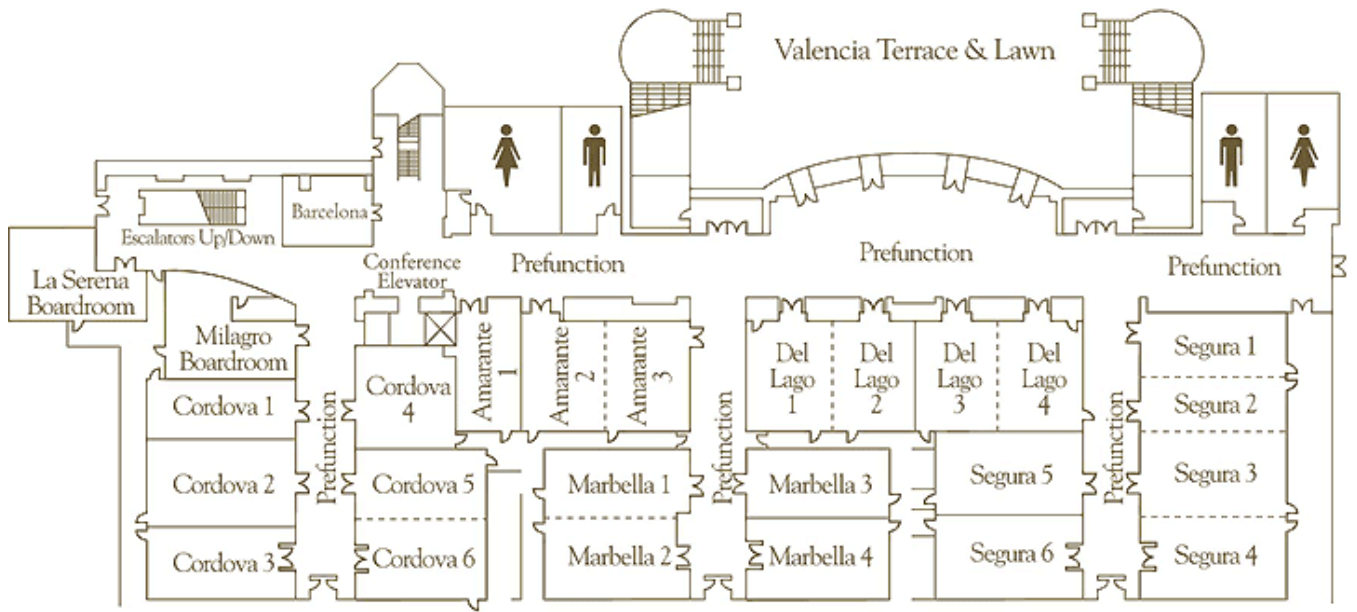 Valencia Terrace & Lawn
Barcelona
Escalators Up/Down
La Serena
Boardroom
Conference
Elevator
Prefunction
Prefunction
Prefunction
Milagro
Boardroom
Amarante
1
Amarante
2
Amarante
3
Del
Lago
1
Del
Lago
2
Del
Lago
3
Del
Lago
4
Segura 1
Segura 2
Segura 3
Segura 4
Cordova 1
Cordova 2
Cordova 3
Prefunction
Cordova
4
Cordova 5
Cordova 6
Marbella 1
Marbella 2
Prefunction
Marbella 3
Marbella 4
Segura 5
Segura 6
Prefunction